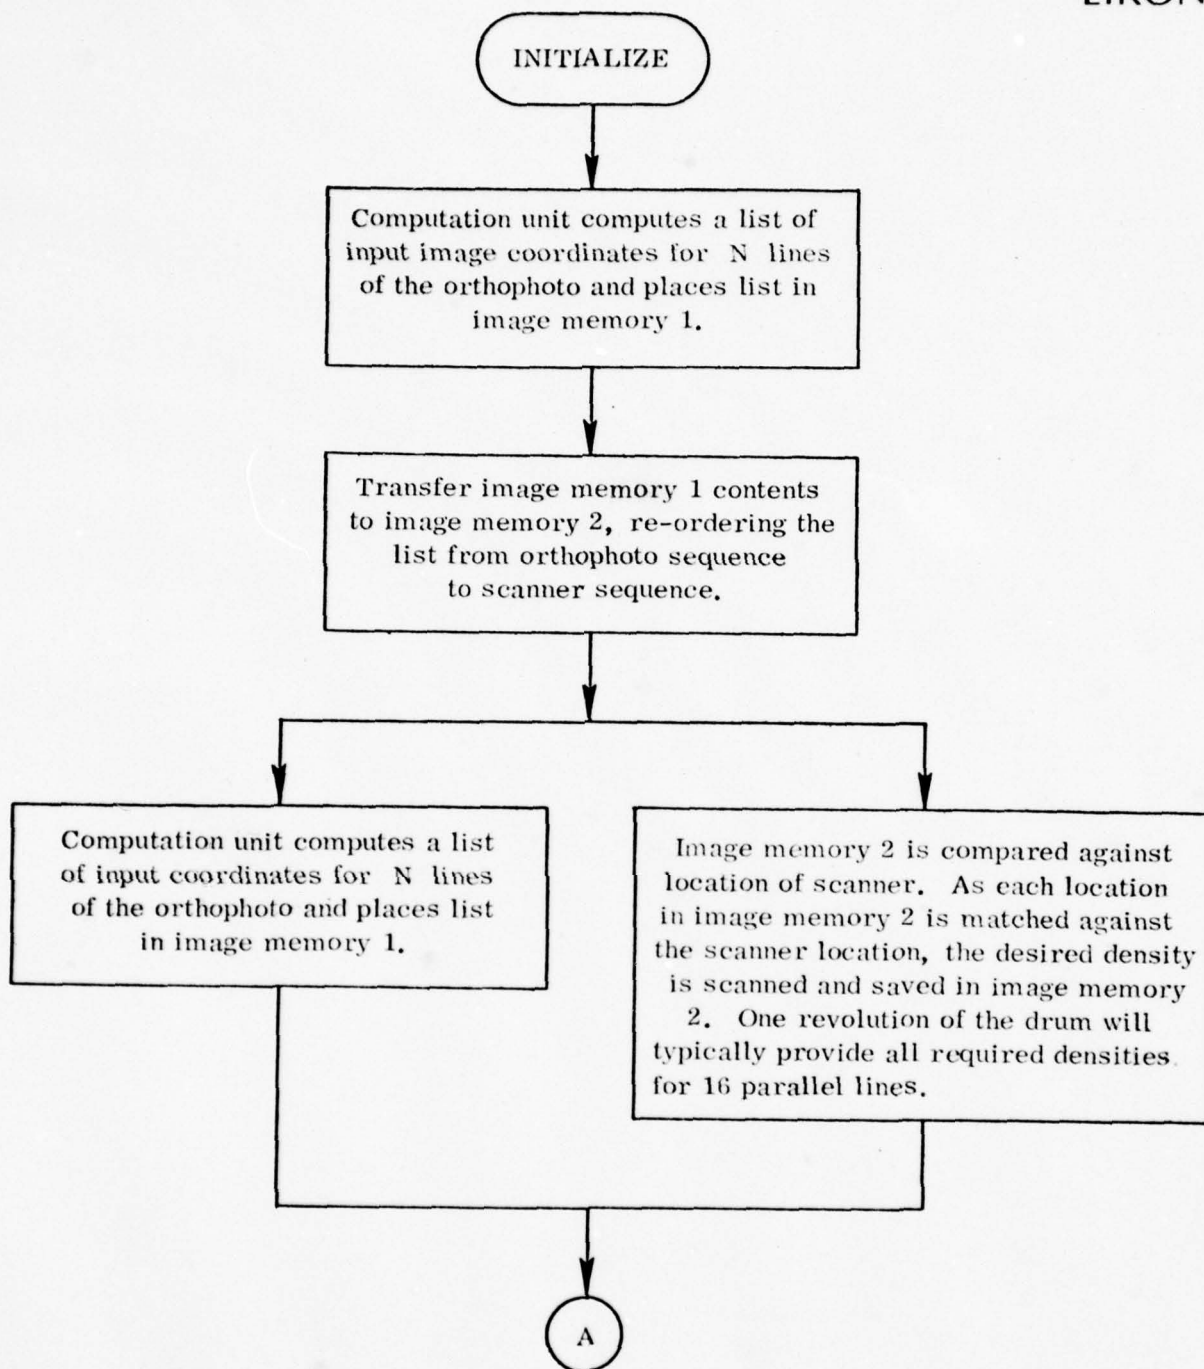 INITIALIZE
Computation unit computes a list of
input image coordinates for N lines
of the orthophoto and places list in
image memory 1.
Transfer image memory 1 contents
to image memory 2, re-ordering the
list from orthophoto sequence
to scanner sequence.
Computation unit computes a list
of input coordinates for N lines
of the orthophoto and places list
in image memory 1.
Image memory 2 is compared against
location of scanner. As each location
in image memory 2 is matched against
the scanner location, the desired density
is scanned and saved in image memory
2. One revolution of the drum will
typically provide all required densities
for 16 parallel lines.
A